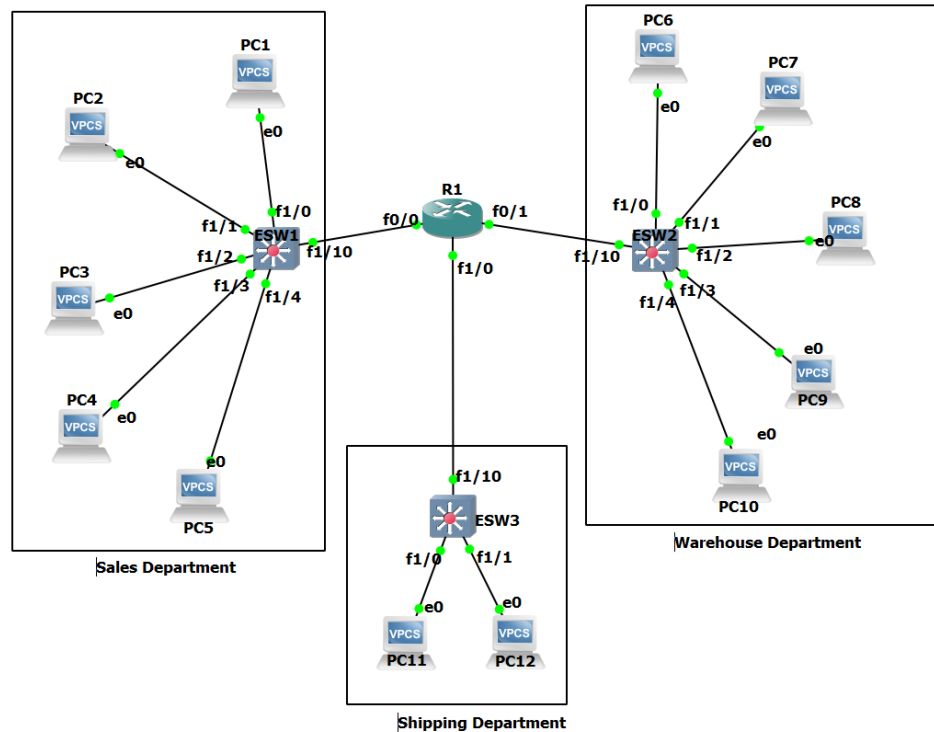 PC1
VPCS
e0
PC2
VPCS
e0
f1/0
f1/1
ESW1
f1/2
f1/10
f1/3
f1/4
PC3
VPCS
e0
PC4
VPCS
e0
e0
VPCS
PC5
Sales Department
R1
f0/0
f0/1
f1/0
f1/10
ESW3
f1/0
f1/1
e0
e0
VPCS
VPCS
PC11
PC12
Shipping Department
PC6
VPCS
e0
PC7
VPCS
e0
f1/0
f1/1
ESW2
f1/10
f1/2
f1/3
f1/4
PC8
VPCS
e0
e0
VPCS
PC9
e0
VPCS
PC10
Warehouse Department